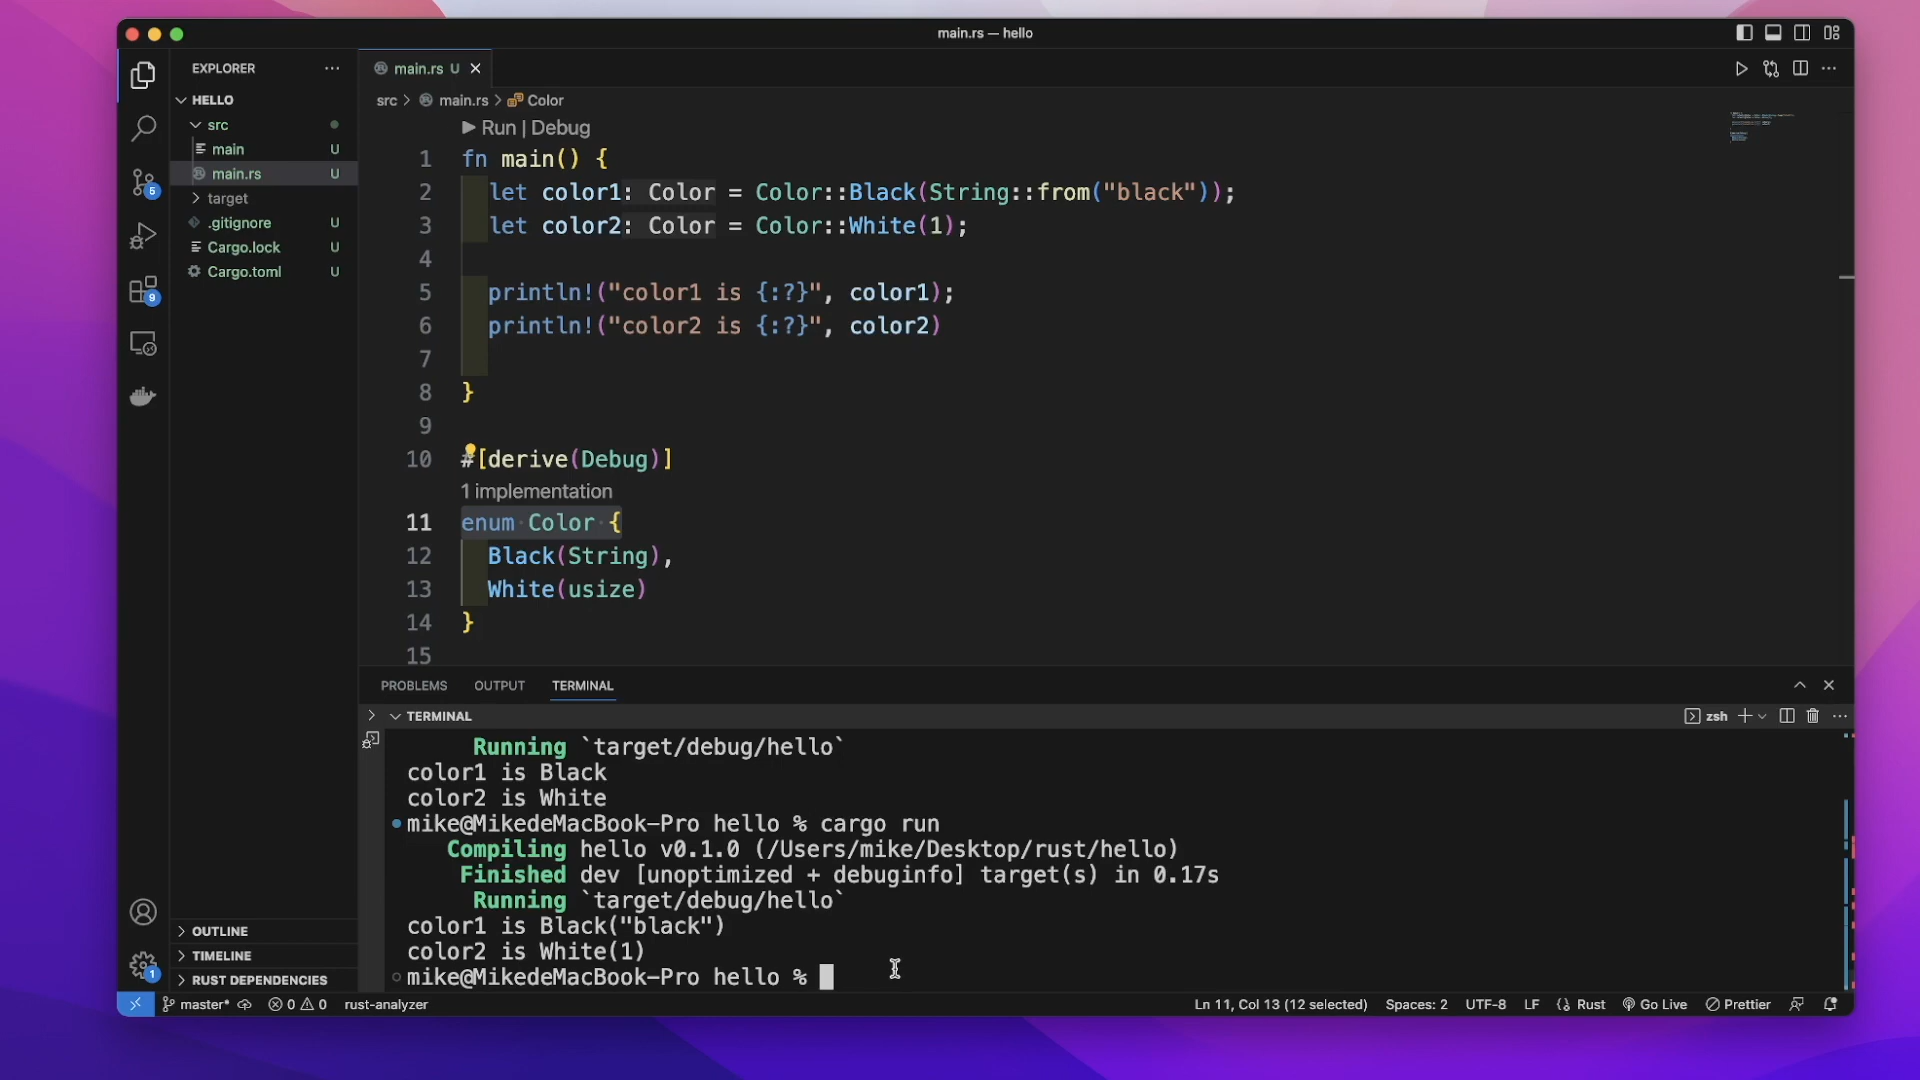 main.rs — hello
EXPLORER
main.rs U
HELLO
src
main U
main.rs U
target
.gitignore U
Cargo.lock U
Cargo.toml U
5
9
src > main.rs > Color
Run | Debug
1 fn main() {
2 let color1: Color = Color::Black(String::from("black"));
3 let color2: Color = Color::White(1);
4
5 println!("color1 is {:?}", color1);
6 println!("color2 is {:?}", color2)
7
8 }
9
10 #[derive(Debug)]
1 implementation
11 enum Color {
12 Black(String),
13 White(usize)
14 }
15
PROBLEMS OUTPUT TERMINAL
TERMINAL
zsh
Running `target/debug/hello`
color1 is Black
color2 is White
mike@MikedeMacBook-Pro hello % cargo run
Compiling hello v0.1.0 (/Users/mike/Desktop/rust/hello)
Finished dev [unoptimized + debuginfo] target(s) in 0.17s
Running `target/debug/hello`
color1 is Black("black")
color2 is White(1)
mike@MikedeMacBook-Pro hello %
OUTLINE
TIMELINE
RUST DEPENDENCIES
1
master* 0 0 rust-analyzer
Ln 11, Col 13 (12 selected) Spaces: 2 UTF-8 LF {} Rust Go Live Prettier